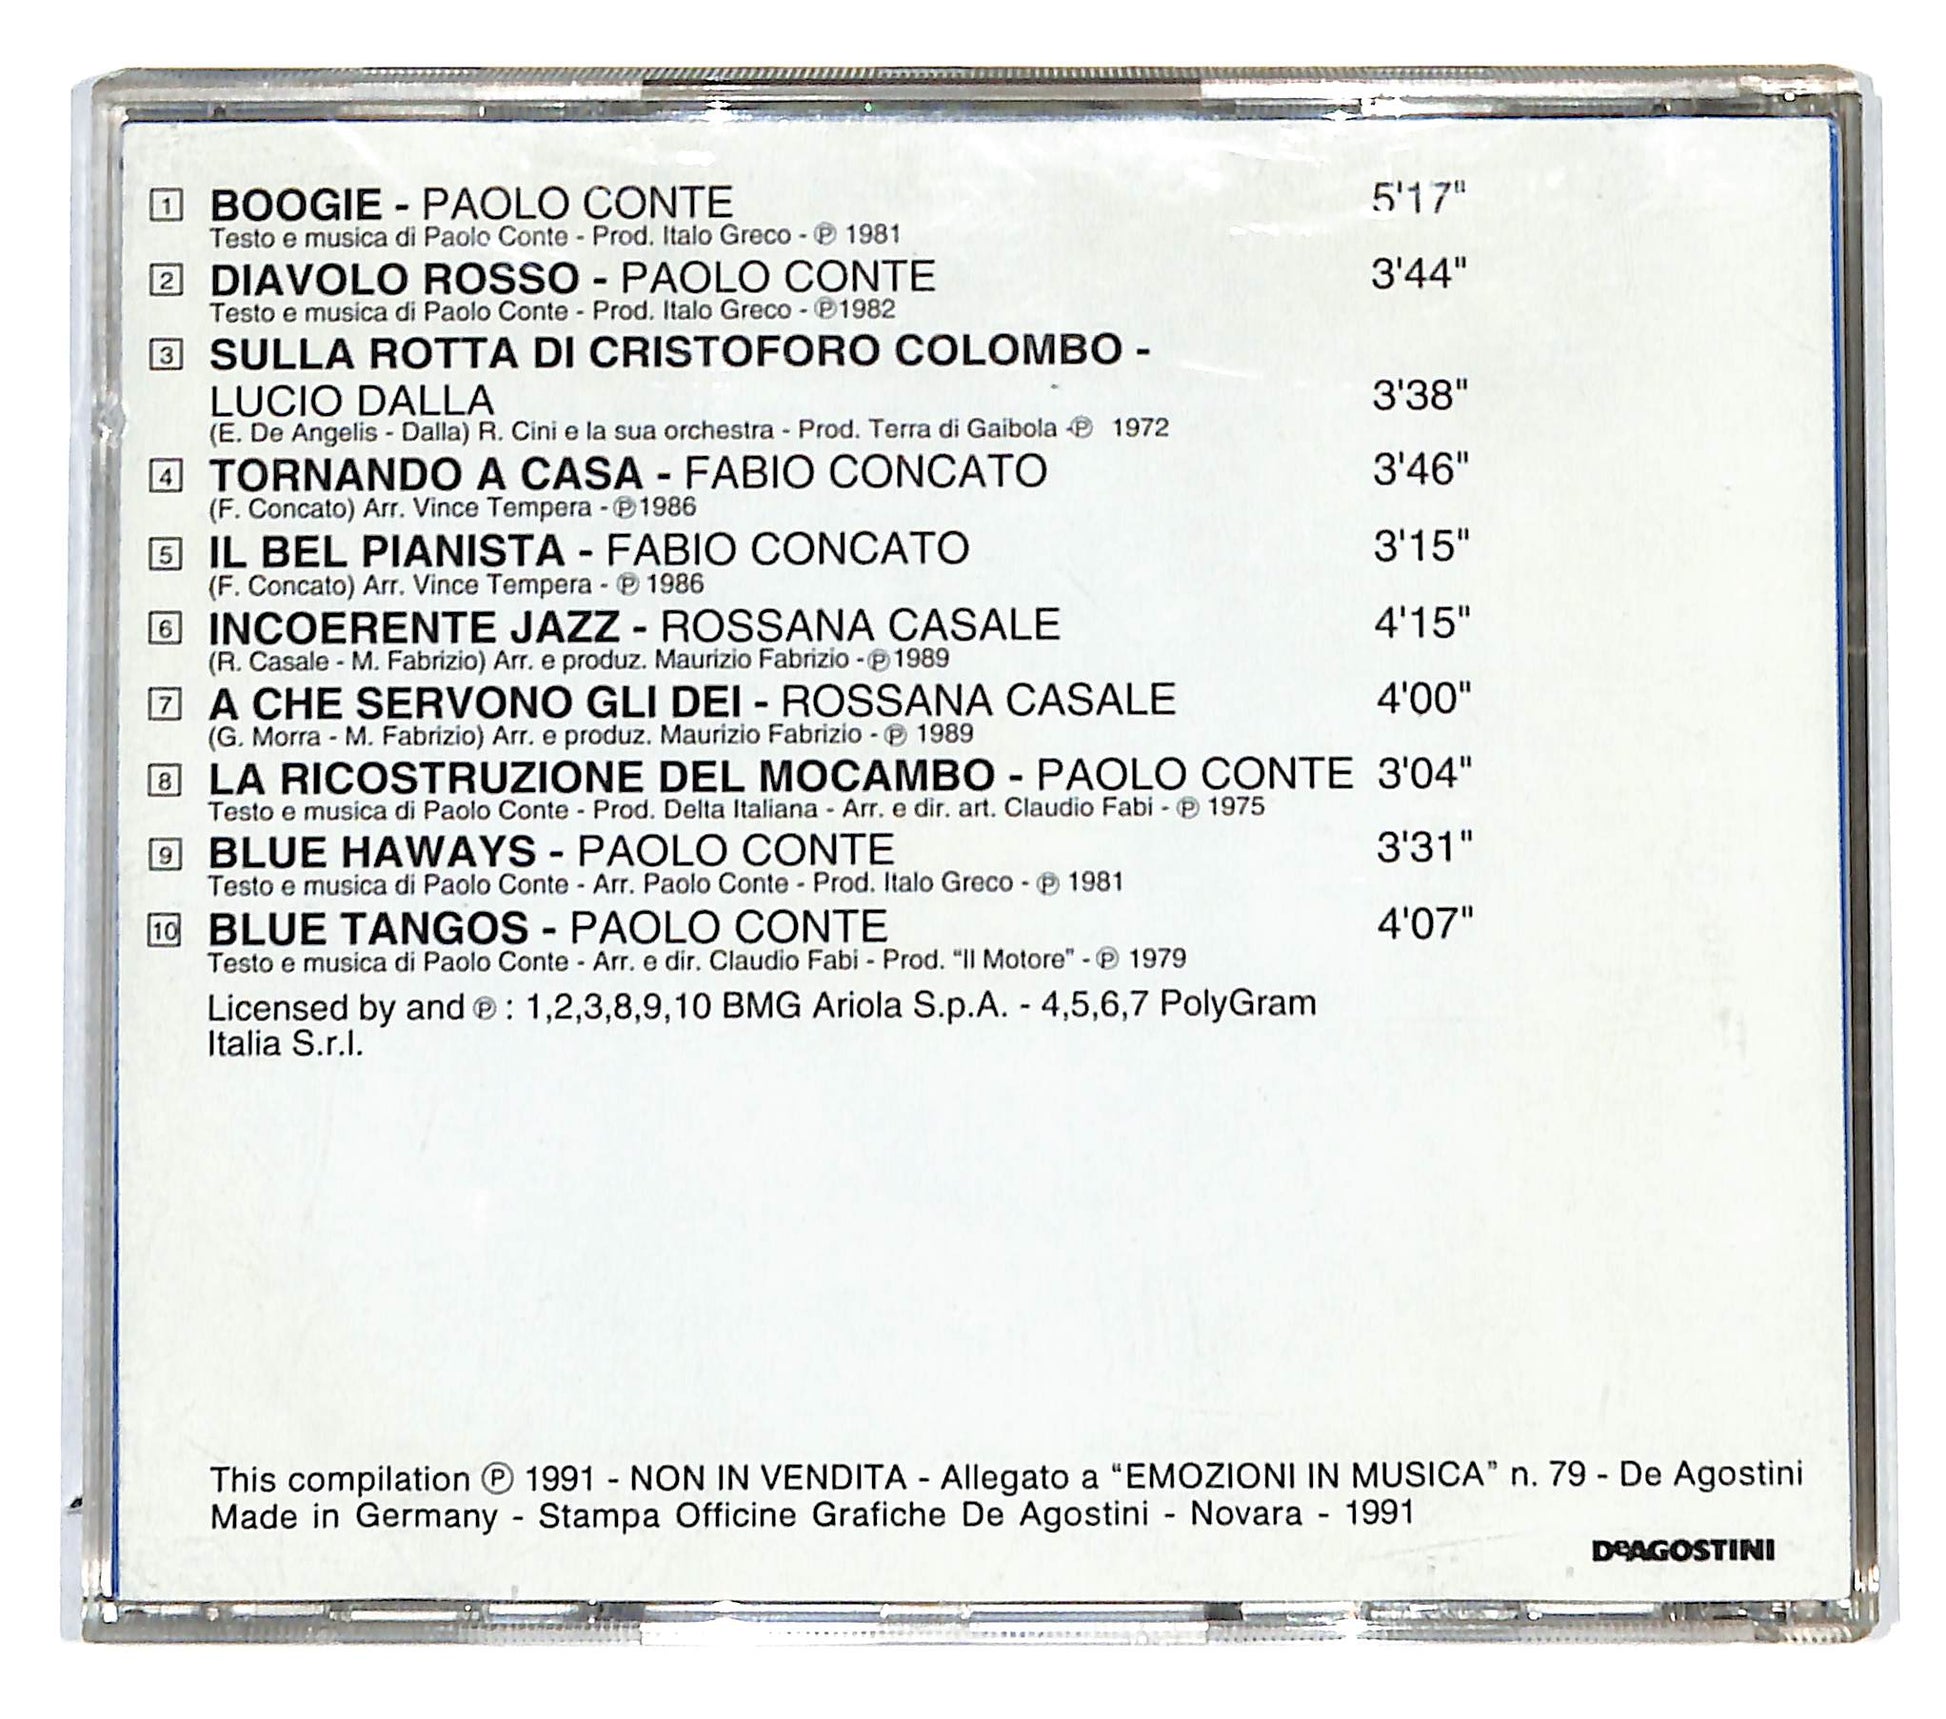 1 BOOGIE - PAOLO CONTE 5'17"
Testo e musica di Paolo Conte - Prod. Italo Greco - ℗ 1981
2 DIAVOLO ROSSO - PAOLO CONTE 3'44"
Testo e musica di Paolo Conte - Prod. Italo Greco - ℗1982
3 SULLA ROTTA DI CRISTOFORO COLOMBO -
LUCIO DALLA 3'38"
(E. De Angelis - Dalla) R. Cini e la sua orchestra - Prod. Terra di Gaibola -℗ 1972
4 TORNANDO A CASA - FABIO CONCATO 3'46"
(F. Concato) Arr. Vince Tempera - ℗1986
5 IL BEL PIANISTA - FABIO CONCATO 3'15"
(F. Concato) Arr. Vince Tempera - ℗ 1986
6 INCOERENTE JAZZ - ROSSANA CASALE 4'15"
(R. Casale - M. Fabrizio) Arr. e produz. Maurizio Fabrizio -℗1989
7 A CHE SERVONO GLI DEI - ROSSANA CASALE 4'00"
(G. Morra - M. Fabrizio) Arr. e produz. Maurizio Fabrizio - ℗ 1989
8 LA RICOSTRUZIONE DEL MOCAMBO - PAOLO CONTE 3'04"
Testo e musica di Paolo Conte - Prod. Delta Italiana - Arr. e dir. art. Claudio Fabi - ℗ 1975
9 BLUE HAWAYS - PAOLO CONTE 3'31"
Testo e musica di Paolo Conte - Arr. Paolo Conte - Prod. Italo Greco - ℗ 1981
10 BLUE TANGOS - PAOLO CONTE 4'07"
Testo e musica di Paolo Conte - Arr. e dir. Claudio Fabi - Prod. “Il Motore” - ℗ 1979
Licensed by and ℗ : 1,2,3,8,9,10 BMG Ariola S.p.A. - 4,5,6,7 PolyGram
Italia S.r.l.
This compilation ℗ 1991 - NON IN VENDITA - Allegato a “EMOZIONI IN MUSICA” n. 79 - De Agostini
Made in Germany - Stampa Officine Grafiche De Agostini - Novara - 1991
DeAGOSTINI